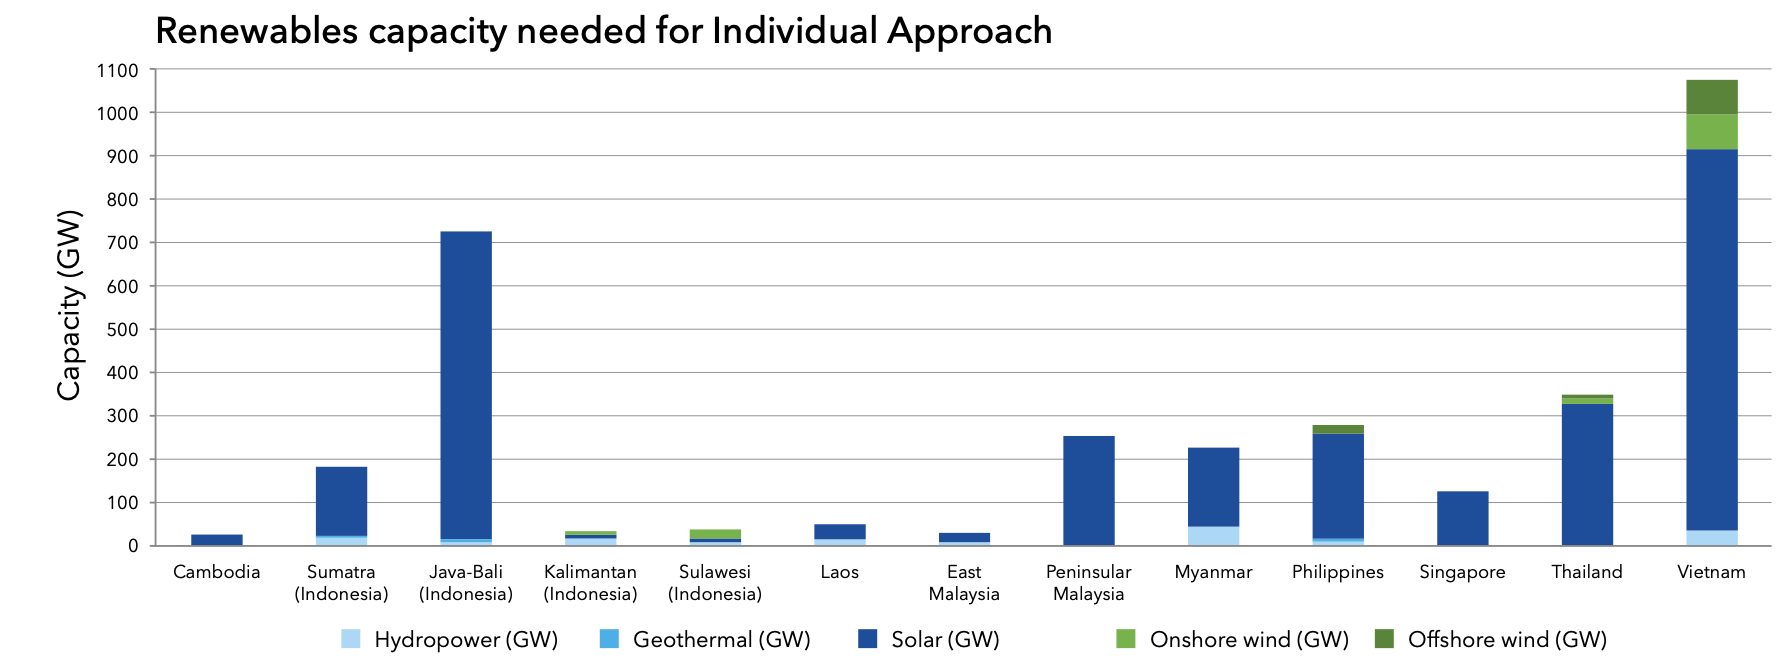 Renewables capacity needed for Individual Approach
Capacity (GW)
1100
1000
900
800
700
600
500
400
300
200
100
0
Cambodia
Sumatra
(Indonesia)
Java-Bali
(Indonesia)
Kalimantan
(Indonesia)
Sulawesi
(Indonesia)
Laos
East
Malaysia
Peninsular
Malaysia
Myanmar
Philippines
Singapore
Thailand
Vietnam
Hydropower (GW)
Geothermal (GW)
Solar (GW)
Onshore wind (GW)
Offshore wind (GW)